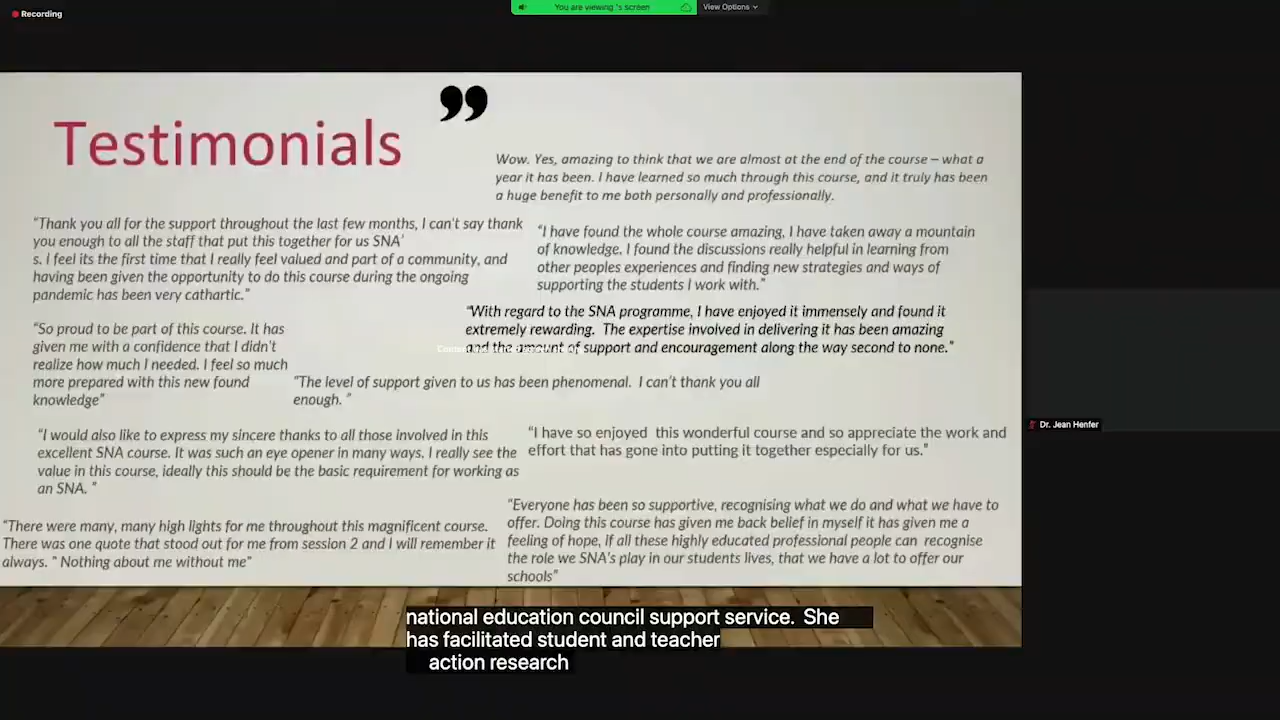 Recording
You are viewing 's screen
View Options
Testimonials
”
Wow. Yes, amazing to think that we are almost at the end of the course – what a
year it has been. I have learned so much through this course, and it truly has been
a huge benefit to me both personally and professionally.
“Thank you all for the support throughout the last few months, I can't say thank
you enough to all the staff that put this together for us SNA'
s. I feel its the first time that I really feel valued and part of a community, and
having been given the opportunity to do this course during the ongoing
pandemic has been very cathartic.”
“I have found the whole course amazing, I have taken away a mountain
of knowledge. I found the discussions really helpful in learning from
other peoples experiences and finding new strategies and ways of
supporting the students I work with.”
“With regard to the SNA programme, I have enjoyed it immensely and found it
extremely rewarding. The expertise involved in delivering it has been amazing
and the amount of support and encouragement along the way second to none.”
“So proud to be part of this course. It has
given me with a confidence that I didn't
realize how much I needed. I feel so much
more prepared with this new found
knowledge”
“The level of support given to us has been phenomenal. I can't thank you all
enough. ”
“I would also like to express my sincere thanks to all those involved in this
excellent SNA course. It was such an eye opener in many ways. I really see the
value in this course, ideally this should be the basic requirement for working as
an SNA. ”
“I have so enjoyed this wonderful course and so appreciate the work and
effort that has gone into putting it together especially for us.”
“There were many, many high lights for me throughout this magnificent course.
There was one quote that stood out for me from session 2 and I will remember it
always. “ Nothing about me without me”
“Everyone has been so supportive, recognising what we do and what we have to
offer. Doing this course has given me back belief in myself it has given me a
feeling of hope, if all these highly educated professional people can recognise
the role we SNA's play in our students lives, that we have a lot to offer our
schools”
Dr. Jean Henfer
national education council support service. She
has facilitated student and teacher
action research